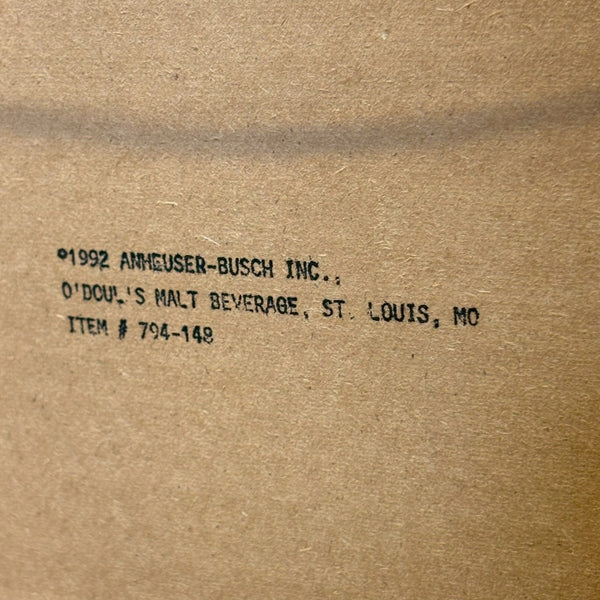 ©1992 ANHEUSER-BUSCH INC.,
O'DOUL'S MALT BEVERAGE, ST. LOUIS, MO
ITEM # 794-148